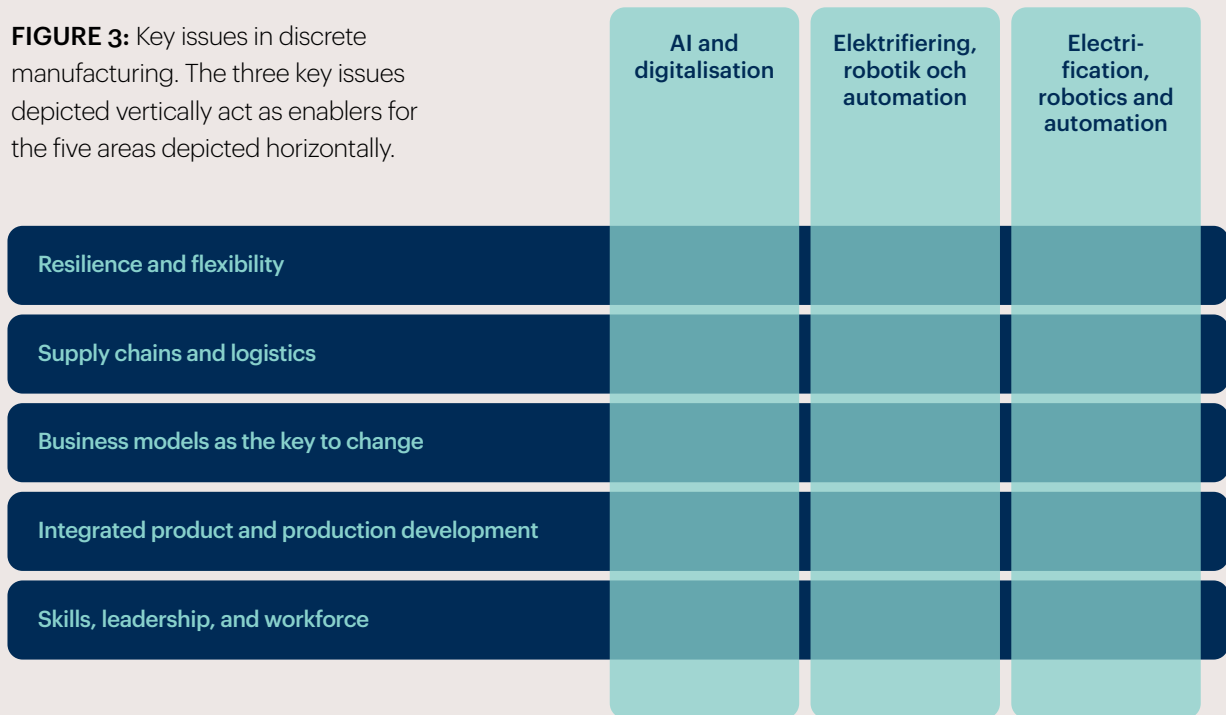 FIGURE 3: Key issues in discrete
manufacturing. The three key issues
depicted vertically act as enablers for
the five areas depicted horizontally.
AI and
digitalisation
Elektrifiering,
robotik och
automation
Electri-
fication,
robotics and
automation
Resilience and flexibility
Supply chains and logistics
Business models as the key to change
Integrated product and production development
Skills, leadership, and workforce